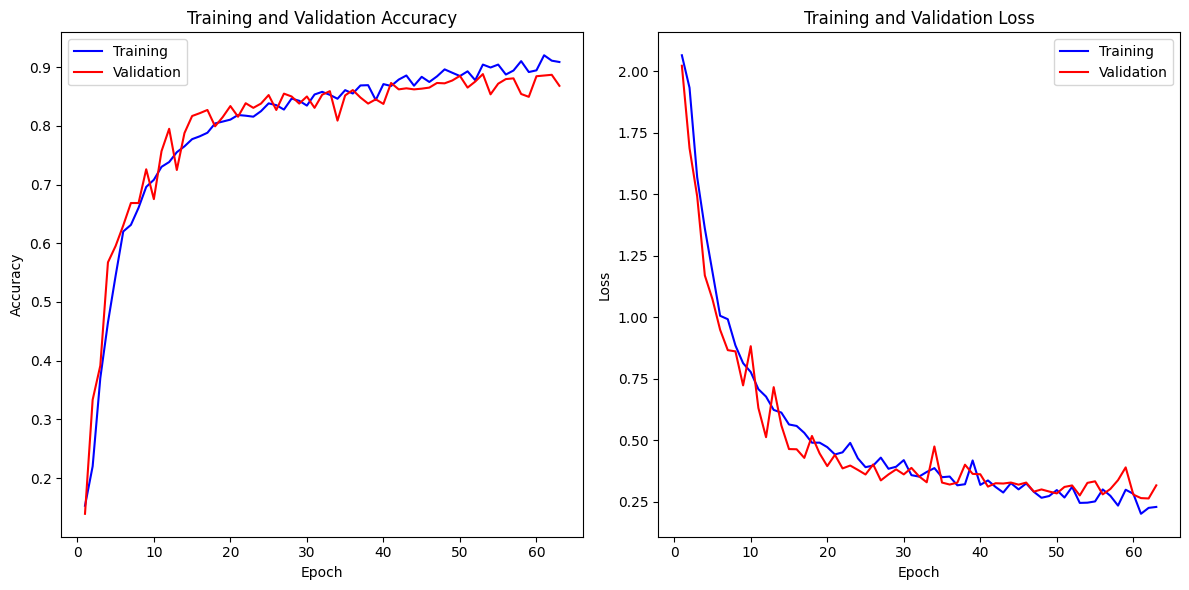 Training and Validation Accuracy
Training
Validation
0.9
0.8
0.7
0.6
0.5
0.4
0.3
0.2
Accuracy
0 10 20 30 40 50 60
Epoch
Training and Validation Loss
Training
Validation
2.00
1.75
1.50
1.25
1.00
0.75
0.50
0.25
Loss
0 10 20 30 40 50 60
Epoch